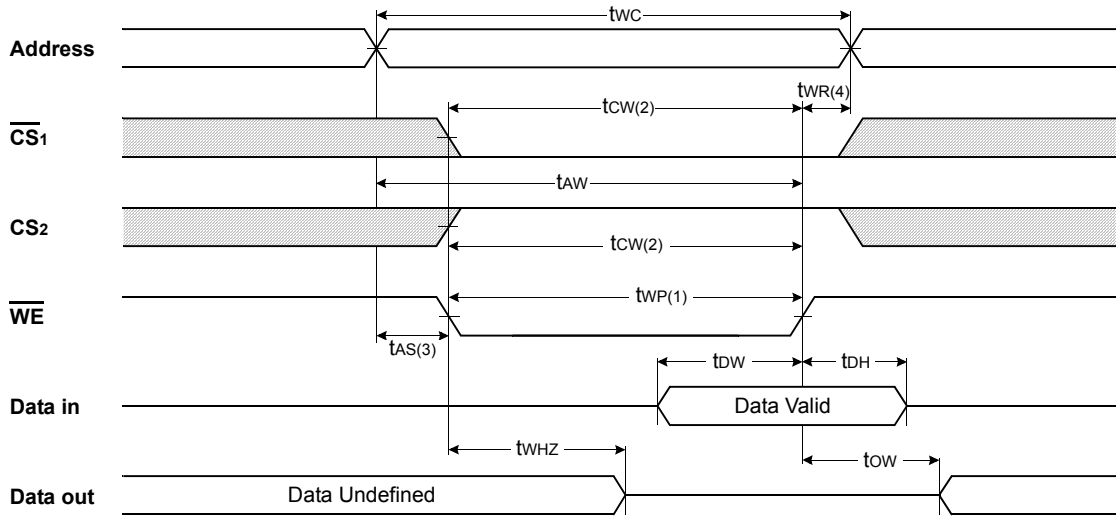 tWC
Address
tCW(2)
tWR(4)
CS1
tAW
CS2
tCW(2)
tWP(1)
WE
tAS(3)
tDW
tDH
Data in
Data Valid
tWHZ
tOW
Data out
Data Undefined